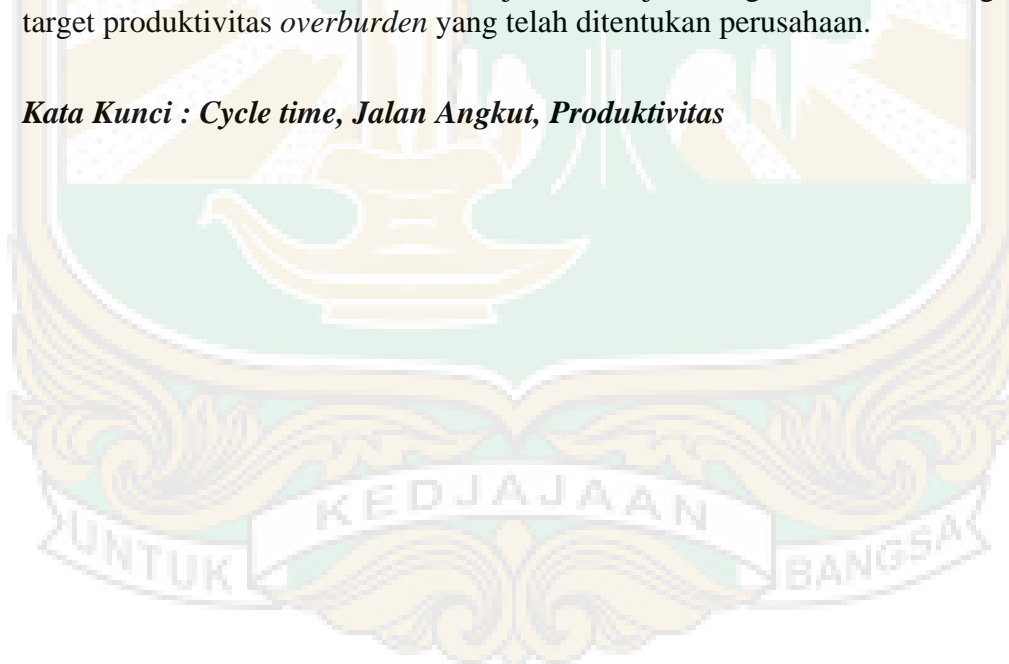 target produktivitas overburden yang telah ditentukan perusahaan.
Kata Kunci : Cycle time, Jalan Angkut, Produktivitas
UNTUK KEDJAJAAN BANGSA